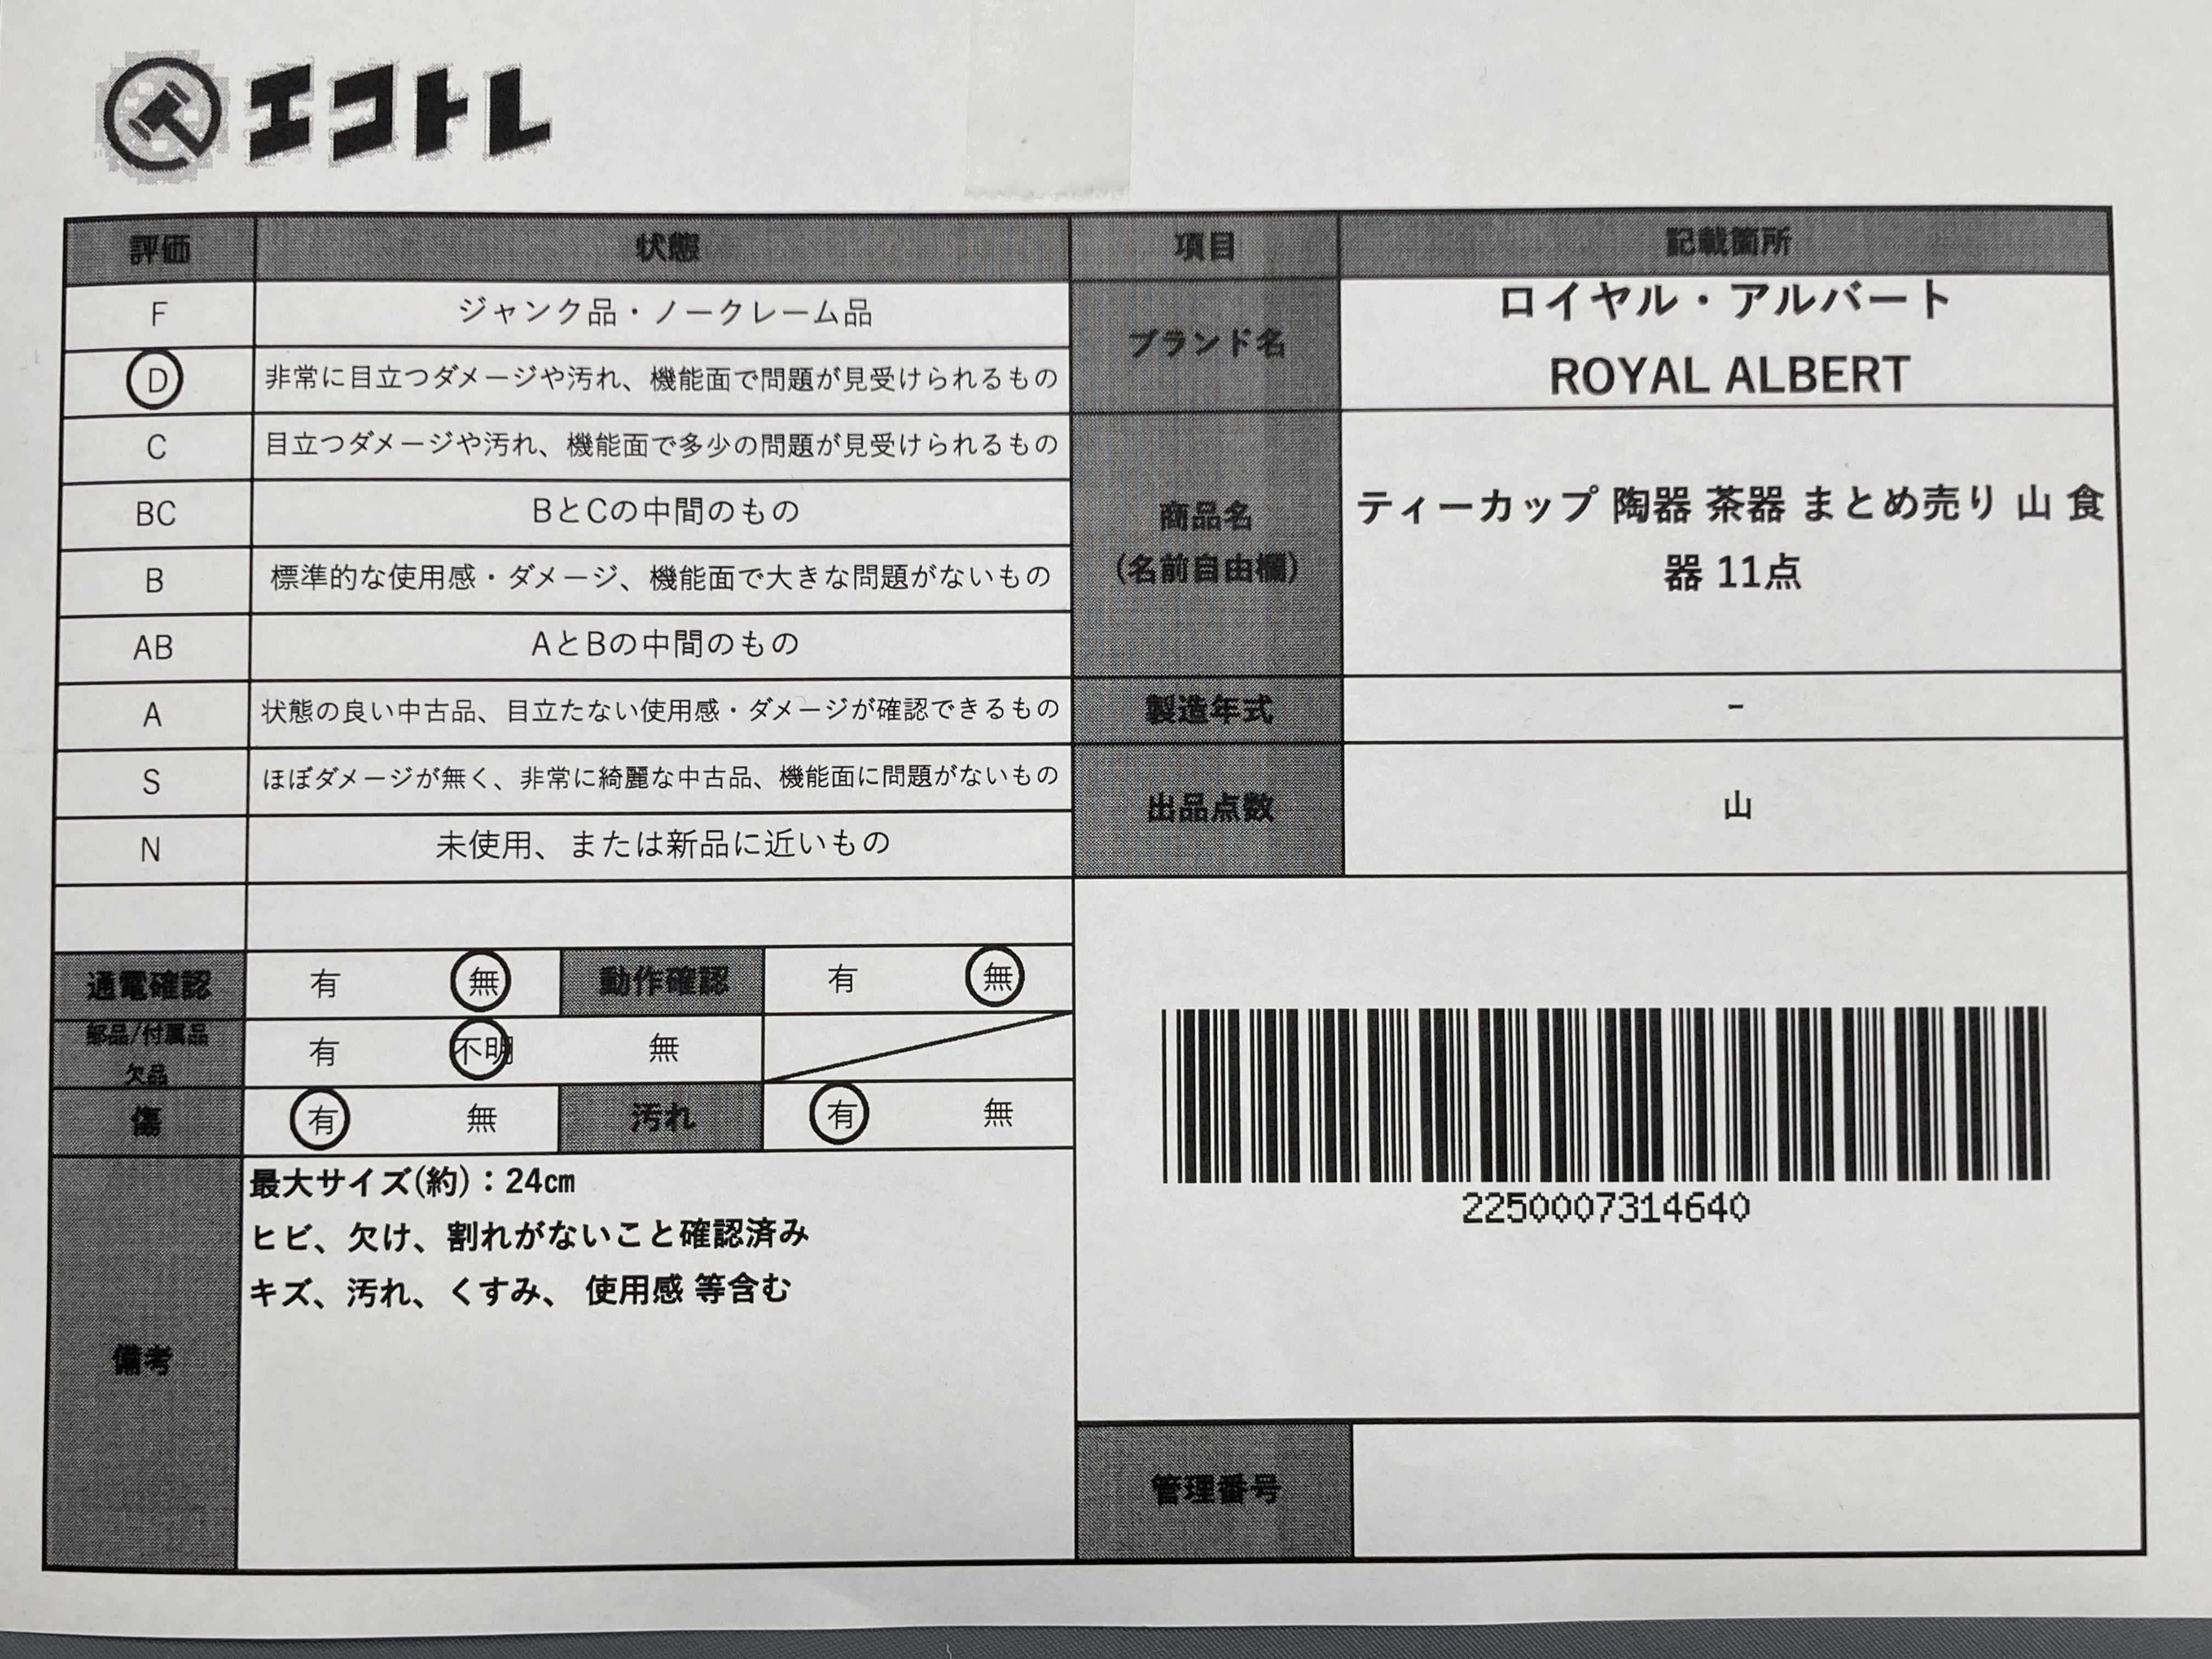 エコトレ
評価 状態 項目 記載箇所
F ジャンク品・ノークレーム品
D 非常に目立つダメージや汚れ、機能面で問題が見受けられるもの
C 目立つダメージや汚れ、機能面で多少の問題が見受けられるもの
BC BとCの中間のもの
B 標準的な使用感・ダメージ、機能面で大きな問題がないもの
AB AとBの中間のもの
A 状態の良い中古品、目立たない使用感・ダメージが確認できるもの
S ほぼダメージが無く、非常に綺麗な中古品、機能面に問題がないもの
N 未使用、または新品に近いもの
ブランド名
ロイヤル・アルバート
ROYAL ALBERT
商品名
(名前自由欄)
ティーカップ 陶器 茶器 まとめ売り 山 食
器 11点
製造年式 -
出品点数 山
通電確認 有 無 動作確認 有 無
部品/付属品
欠品
有 不明 無
傷 有 無 汚れ 有 無
備考
最大サイズ(約)：24㎝
ヒビ、欠け、割れがないこと確認済み
キズ、汚れ、くすみ、 使用感 等含む
2250007314640
管理番号